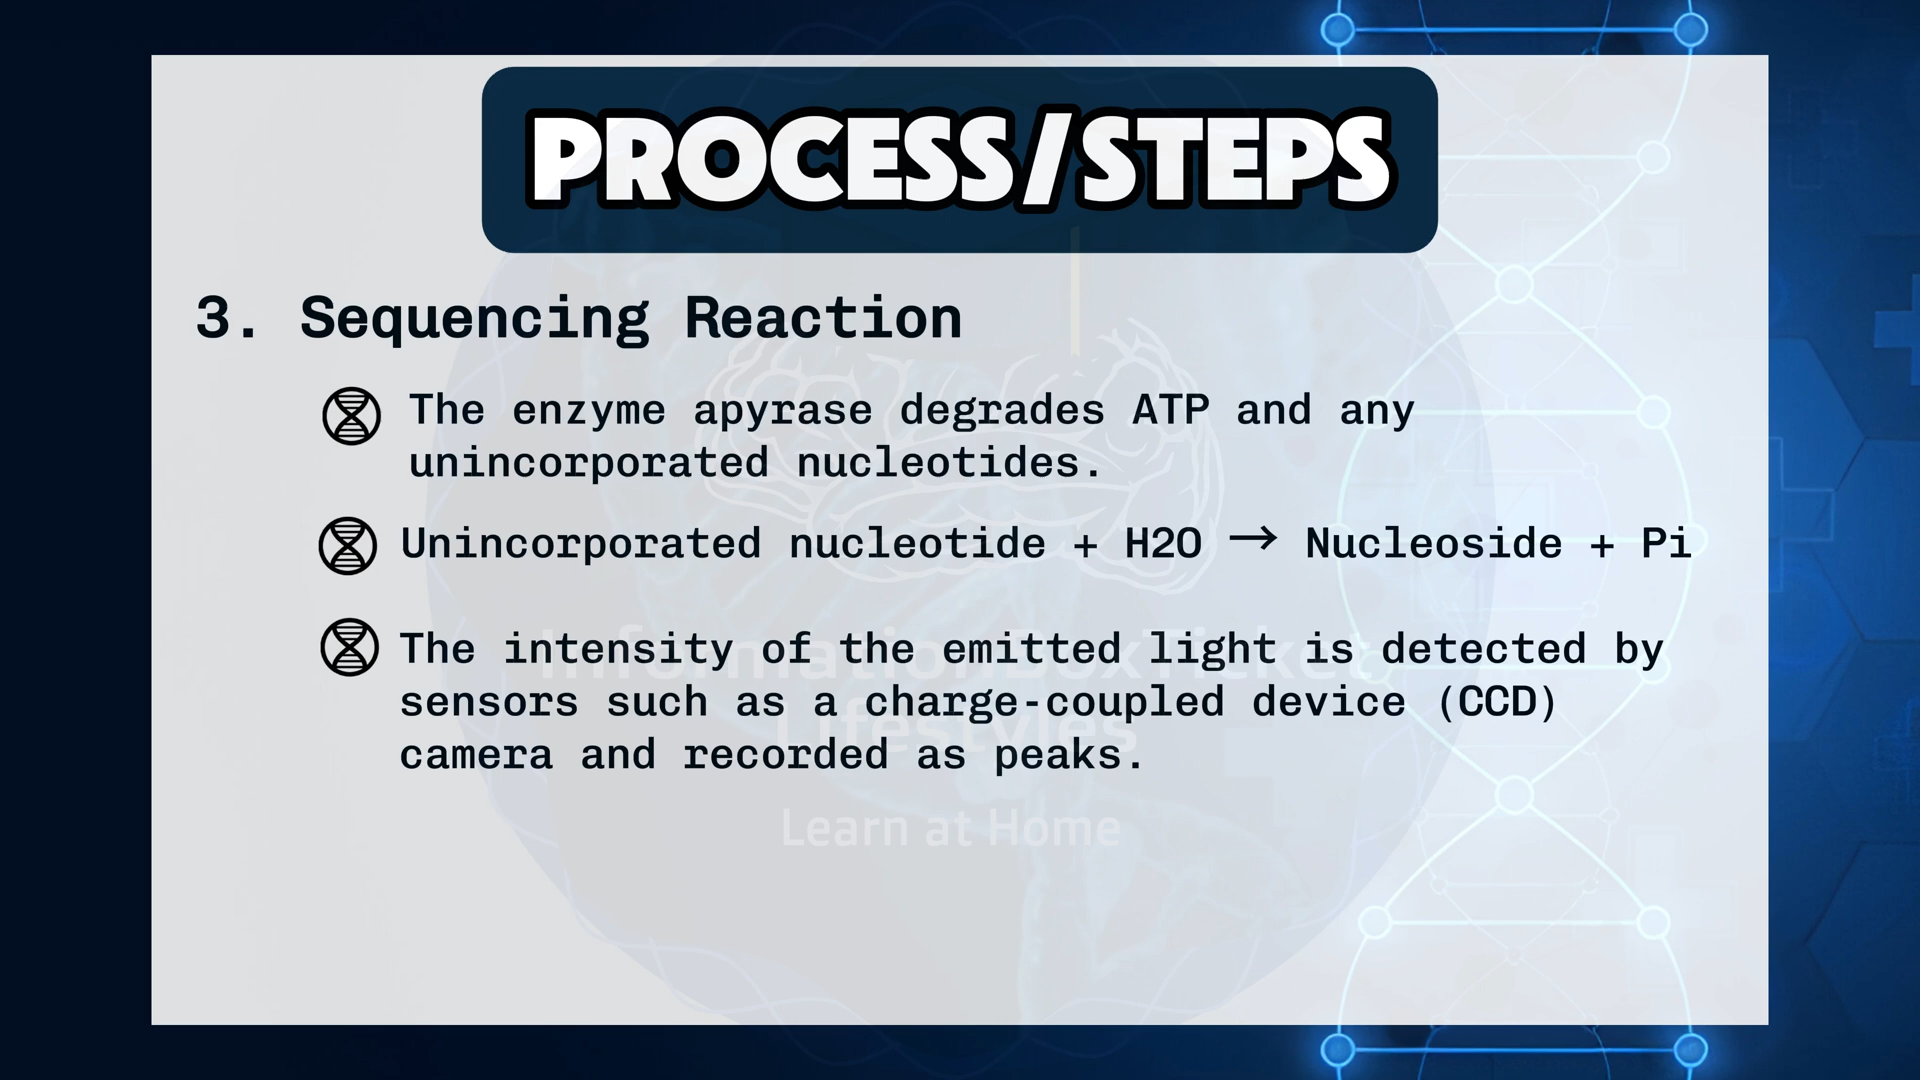 PROCESS/STEPS
3. Sequencing Reaction
The enzyme apyrase degrades ATP and any
unincorporated nucleotides.
Unincorporated nucleotide + H2O → Nucleoside + Pi
The intensity of the emitted light is detected by
sensors such as a charge-coupled device (CCD)
camera and recorded as peaks.
InformationBoxTicket
Lifestyles
Learn at Home